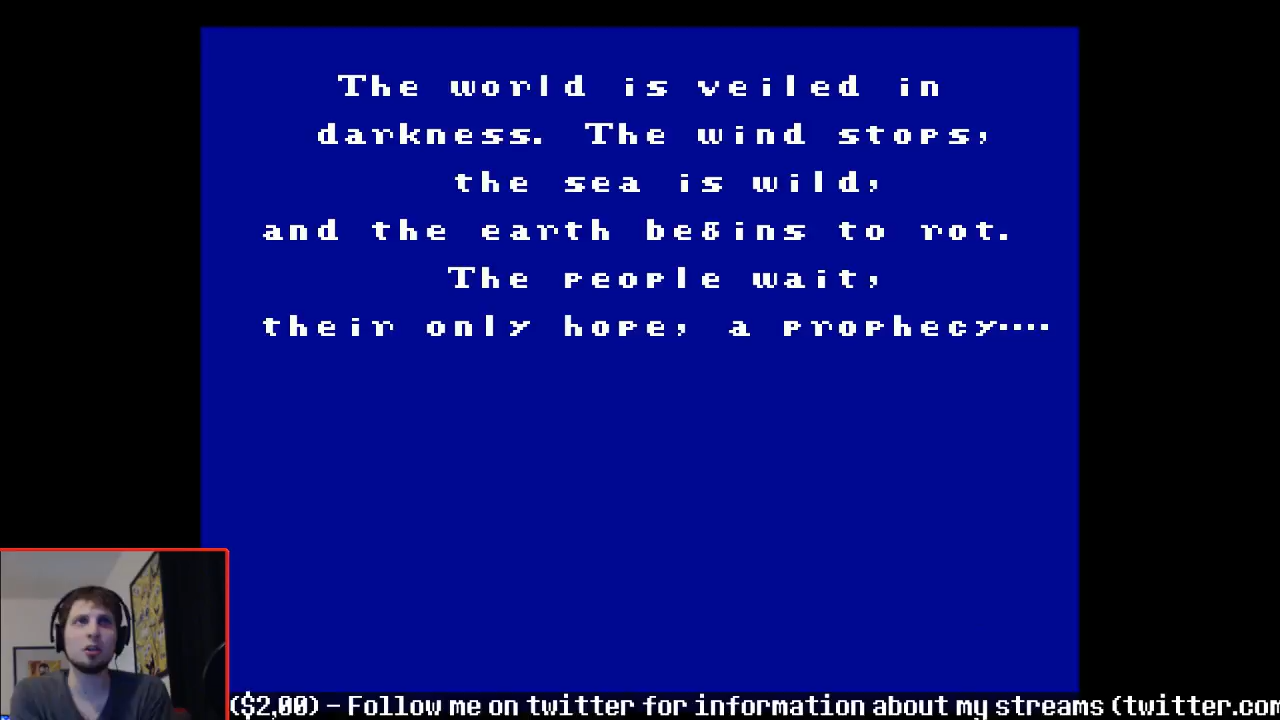 The world is veiled in
darkness. The wind stops,
the sea is wild,
and the earth begins to rot.
The people wait,
their only hope, a prophecy....
($2,00) - Follow me on twitter for information about my streams (twitter.com